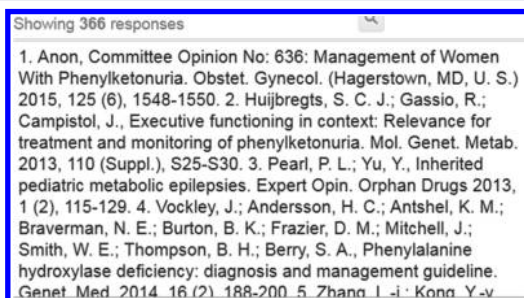 Showing 366 responses
1. Anon, Committee Opinion No: 636: Management of Women
With Phenylketonuria. Obstet. Gynecol. (Hagerstown, MD, U. S.)
2015, 125 (6), 1548-1550. 2. Huijbregts, S. C. J.; Gassio, R.;
Campistol, J., Executive functioning in context: Relevance for
treatment and monitoring of phenylketonuria. Mol. Genet. Metab.
2013, 110 (Suppl.), S25-S30. 3. Pearl, P. L.; Yu, Y., Inherited
pediatric metabolic epilepsies. Expert Opin. Orphan Drugs 2013,
1 (2), 115-129. 4. Vockley, J.; Andersson, H. C.; Antshel, K. M.;
Braverman, N. E.; Burton, B. K.; Frazier, D. M.; Mitchell, J.;
Smith, W. E.; Thompson, B. H.; Berry, S. A., Phenylalanine
hydroxylase deficiency: diagnosis and management guideline.
Genet. Med. 2014, 16 (2), 188-200. 5. Zhang, L.-j.; Kong, Y.-y